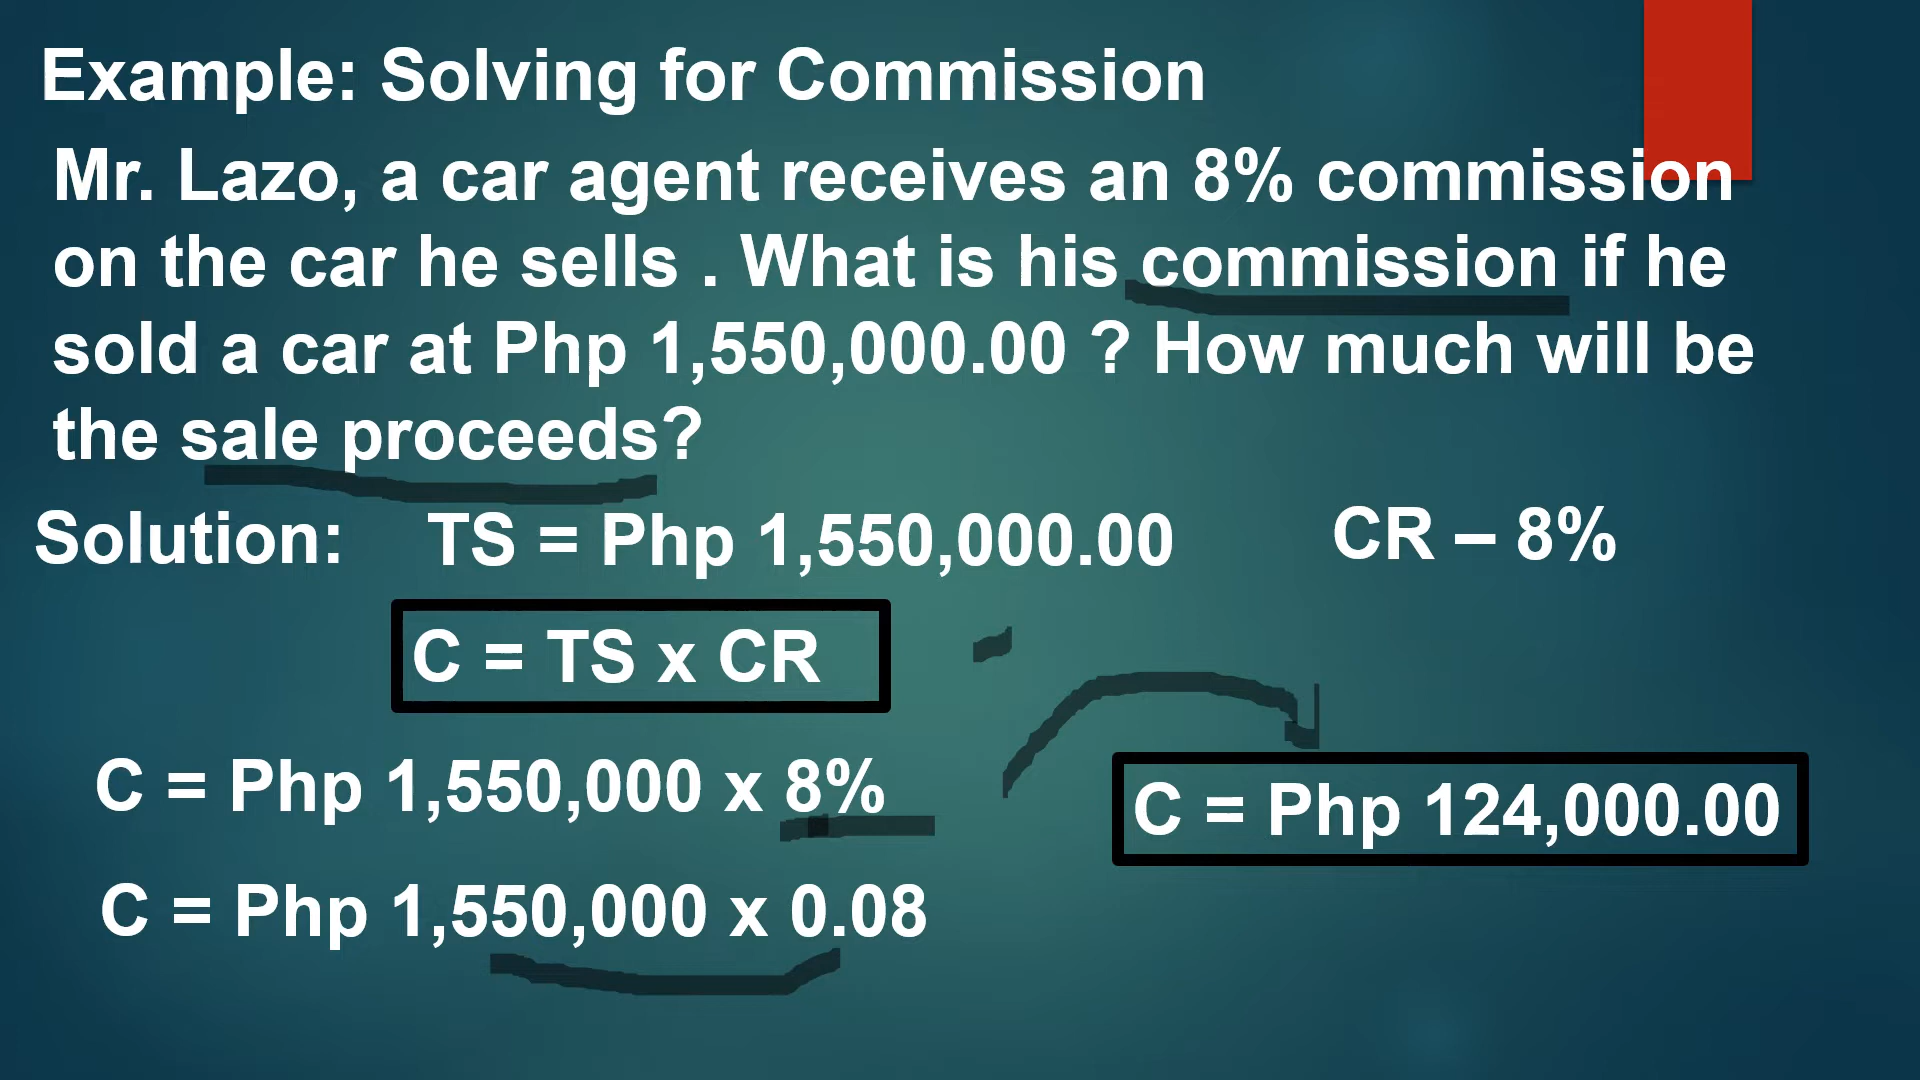 Example: Solving for Commission
Mr. Lazo, a car agent receives an 8% commission
on the car he sells . What is his commission if he
sold a car at Php 1,550,000.00 ? How much will be
the sale proceeds?
Solution: TS = Php 1,550,000.00 CR – 8%
C = TS x CR
C = Php 1,550,000 x 8%
C = Php 124,000.00
C = Php 1,550,000 x 0.08